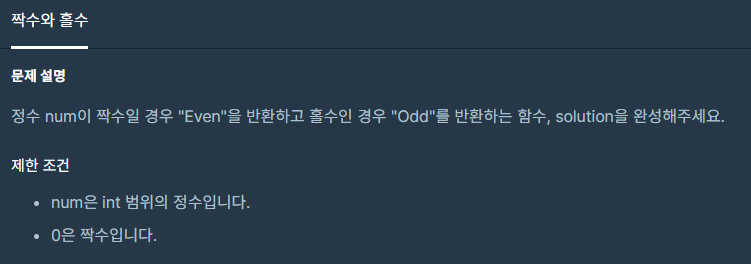 짝수와 홀수
문제 설명
정수 num이 짝수일 경우 "Even"을 반환하고 홀수인 경우 "Odd"를 반환하는 함수, solution을 완성해주세요.
제한 조건
• num은 int 범위의 정수입니다.
• 0은 짝수입니다.